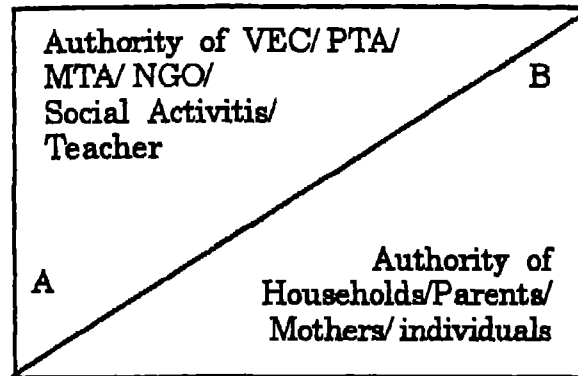 Authority of VEC/ PTA/
MTA/ NGO/
Social Activitis/
Teacher
B
A
Authority of
Households/Parents/
Mothers/ individuals